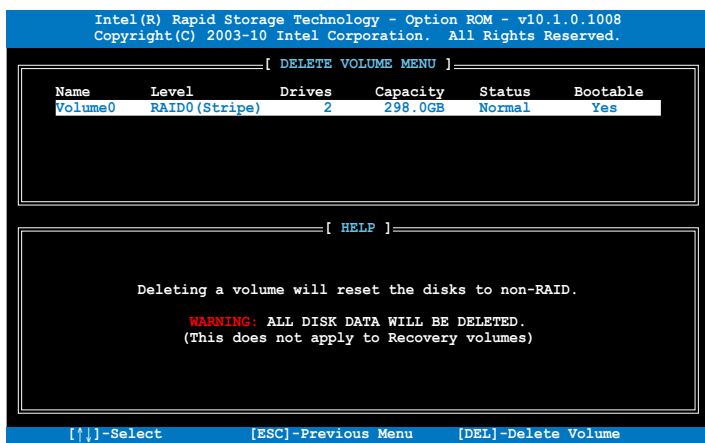 Intel(R) Rapid Storage Technology - Option ROM - v10.1.0.1008
Copyright(C) 2003-10 Intel Corporation. All Rights Reserved.
[ DELETE VOLUME MENU ]
Name Level Drives Capacity Status Bootable
Volume0 RAID0(Stripe) 2 298.0GB Normal Yes
[ HELP ]
Deleting a volume will reset the disks to non-RAID.
WARNING: ALL DISK DATA WILL BE DELETED.
(This does not apply to Recovery volumes)
[↑↓]-Select [ESC]-Previous Menu [DEL]-Delete Volume